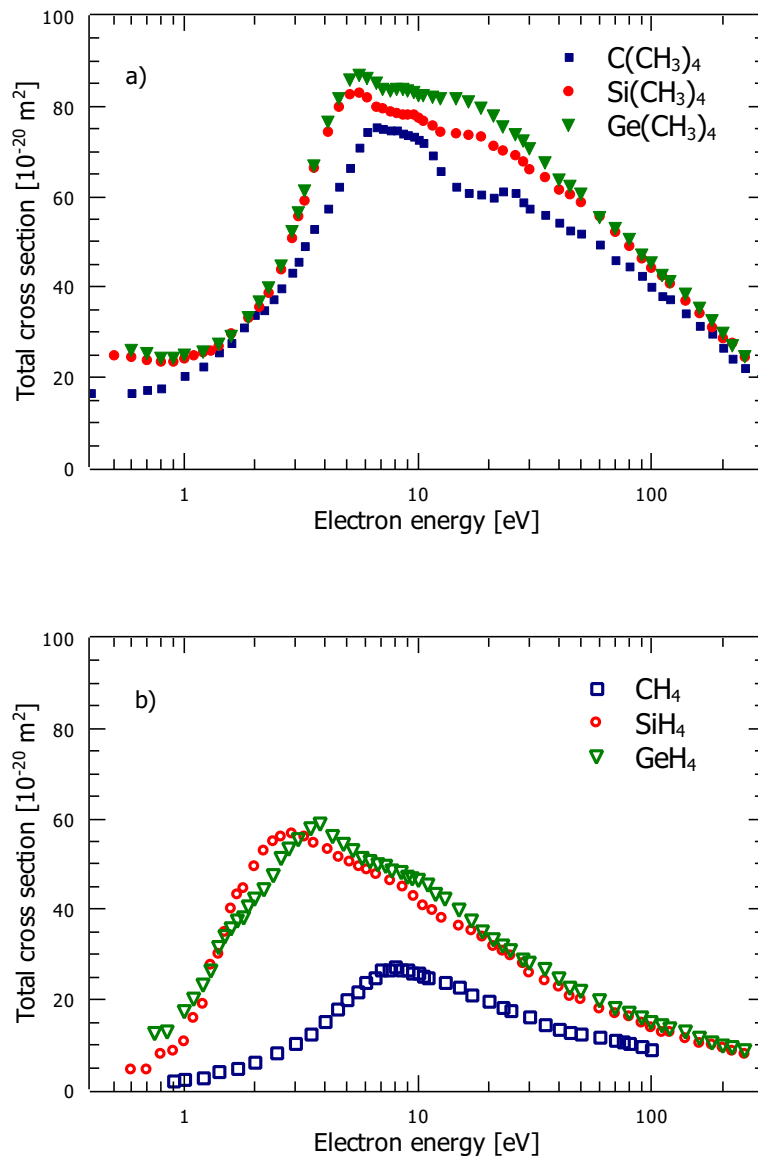 100
80
60
40
20
0
a)
C(CH₃)₄
Si(CH₃)₄
Ge(CH₃)₄
Total cross section [10⁻²⁰ m²]
1
10
100
Electron energy [eV]
100
80
60
40
20
0
b)
CH₄
SiH₄
GeH₄
Total cross section [10⁻²⁰ m²]
1
10
100
Electron energy [eV]